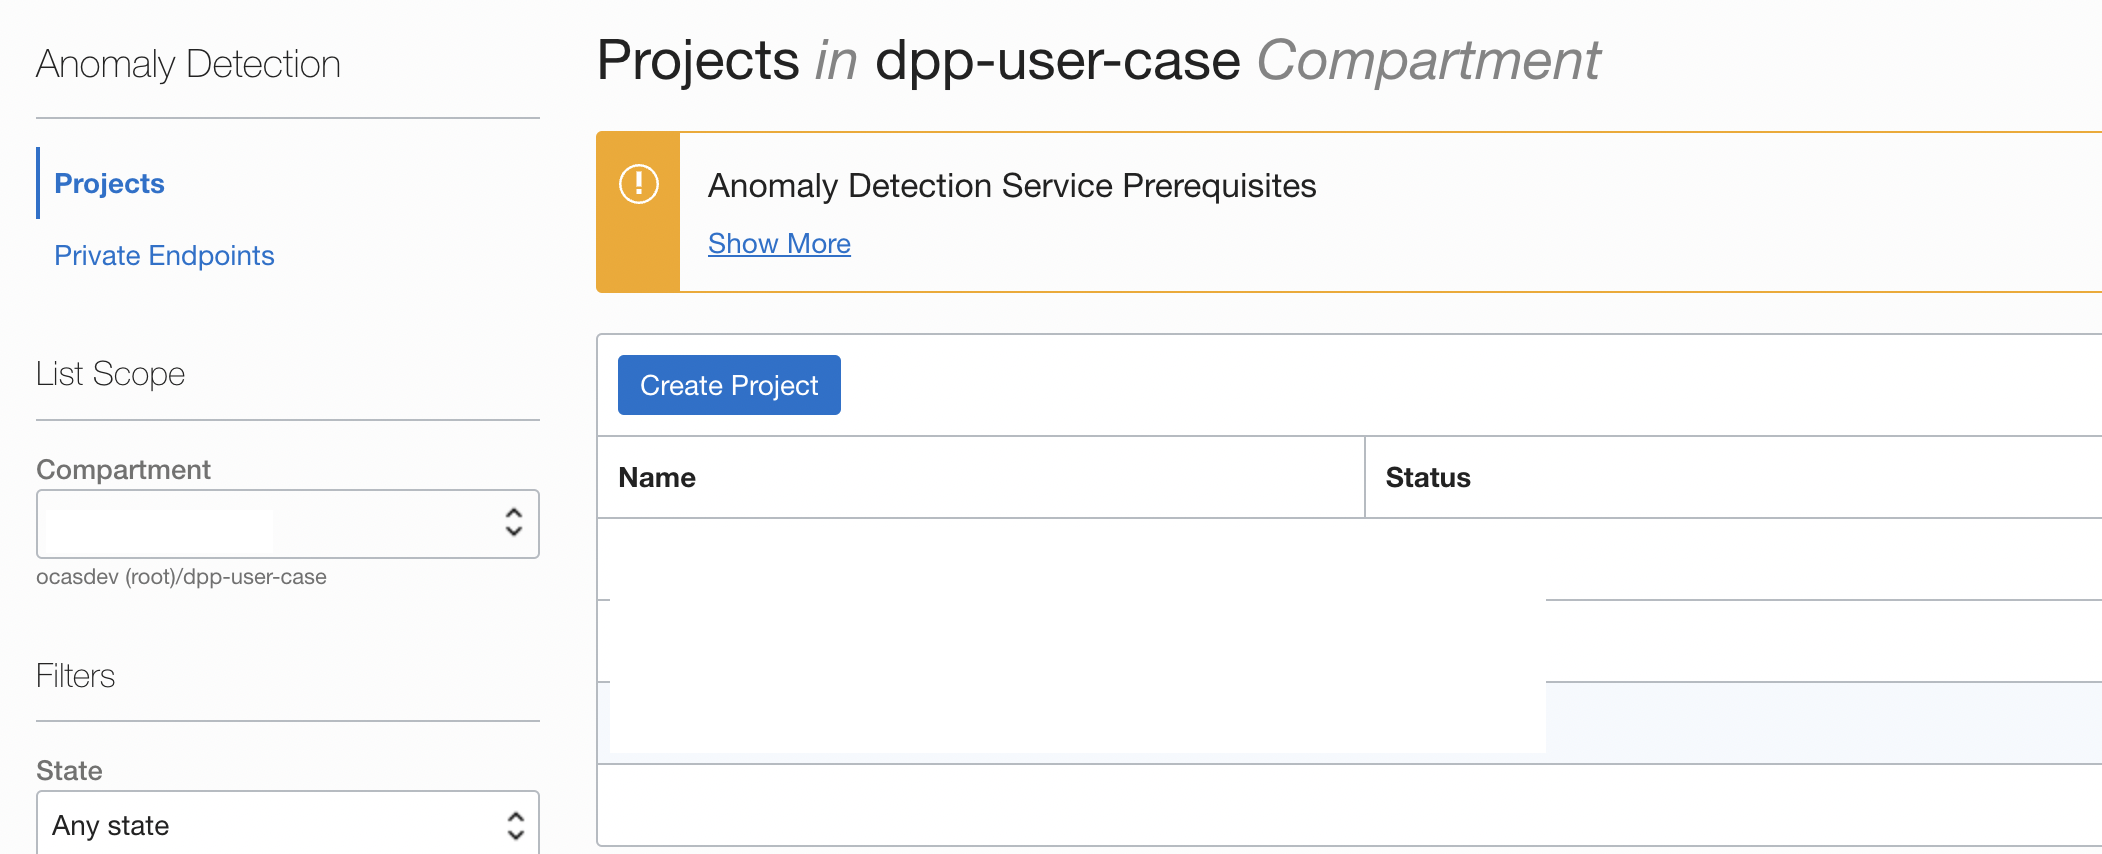 Anomaly Detection
Projects
Private Endpoints
List Scope
Compartment
ocasdev (root)/dpp-user-case
Filters
State
Any state
Projects in dpp-user-case Compartment
Anomaly Detection Service Prerequisites
Show More
Create Project
Name Status